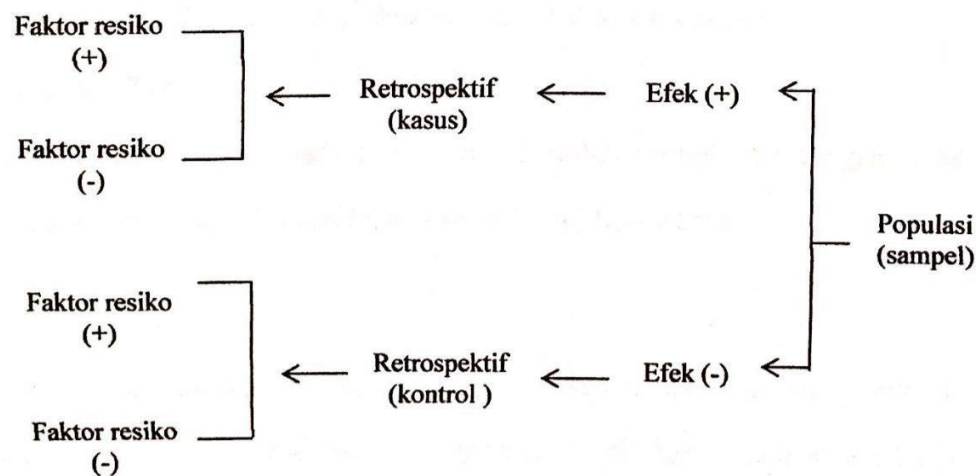 Faktor resiko
(+)
Retrospektif
(kasus)
Efek (+)
Faktor resiko
(-)
Populasi
(sampel)
Faktor resiko
(+)
Retrospektif
(kontrol )
Efek (-)
Faktor resiko
(-)